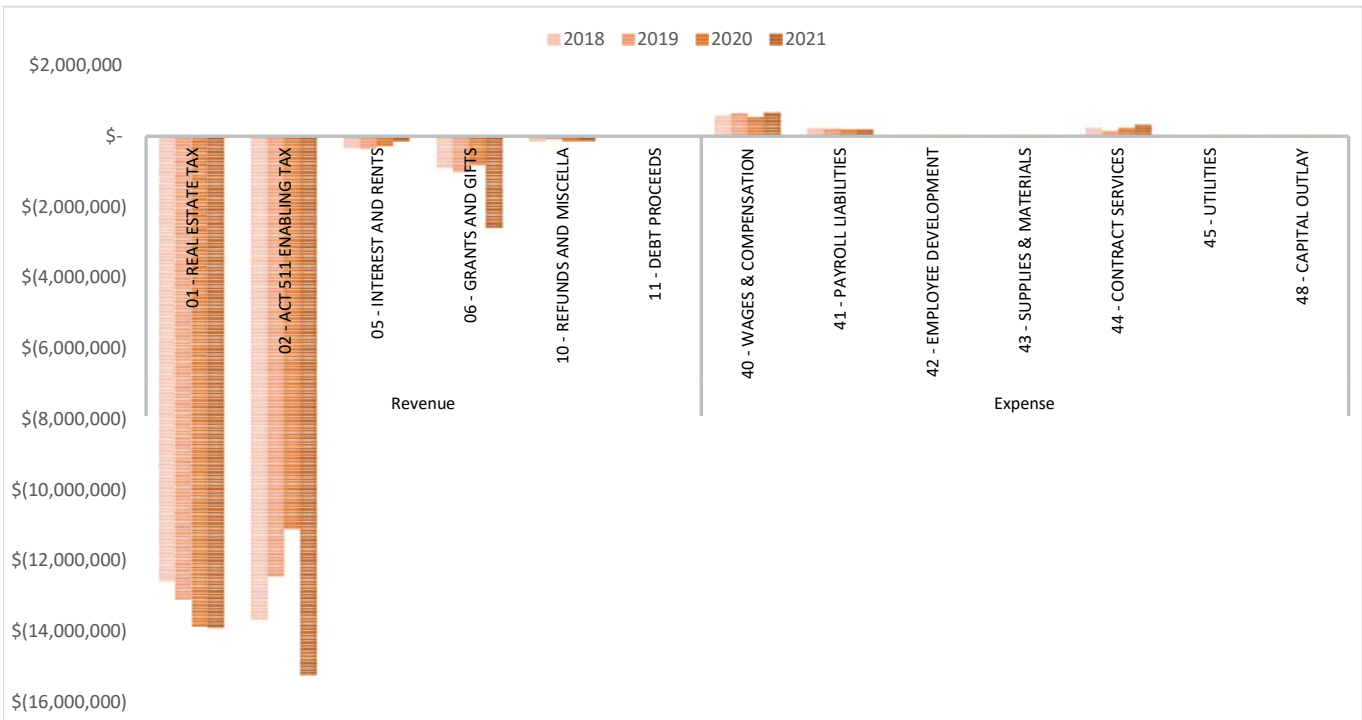 2018 2019 2020 2021
$2,000,000
$-
$(2,000,000)
$(4,000,000)
$(6,000,000)
$(8,000,000)
$(10,000,000)
$(12,000,000)
$(14,000,000)
$(16,000,000)
01 - REAL ESTATE TAX
02 - ACT 511 ENABLING TAX
05 - INTEREST AND RENTS
06 - GRANTS AND GIFTS
10 - REFUNDS AND MISCELLA
11 - DEBT PROCEEDS
40 - WAGES & COMPENSATION
41 - PAYROLL LIABILITIES
42 - EMPLOYEE DEVELOPMENT
43 - SUPPLIES & MATERIALS
44 - CONTRACT SERVICES
45 - UTILITIES
48 - CAPITAL OUTLAY
Revenue
Expense